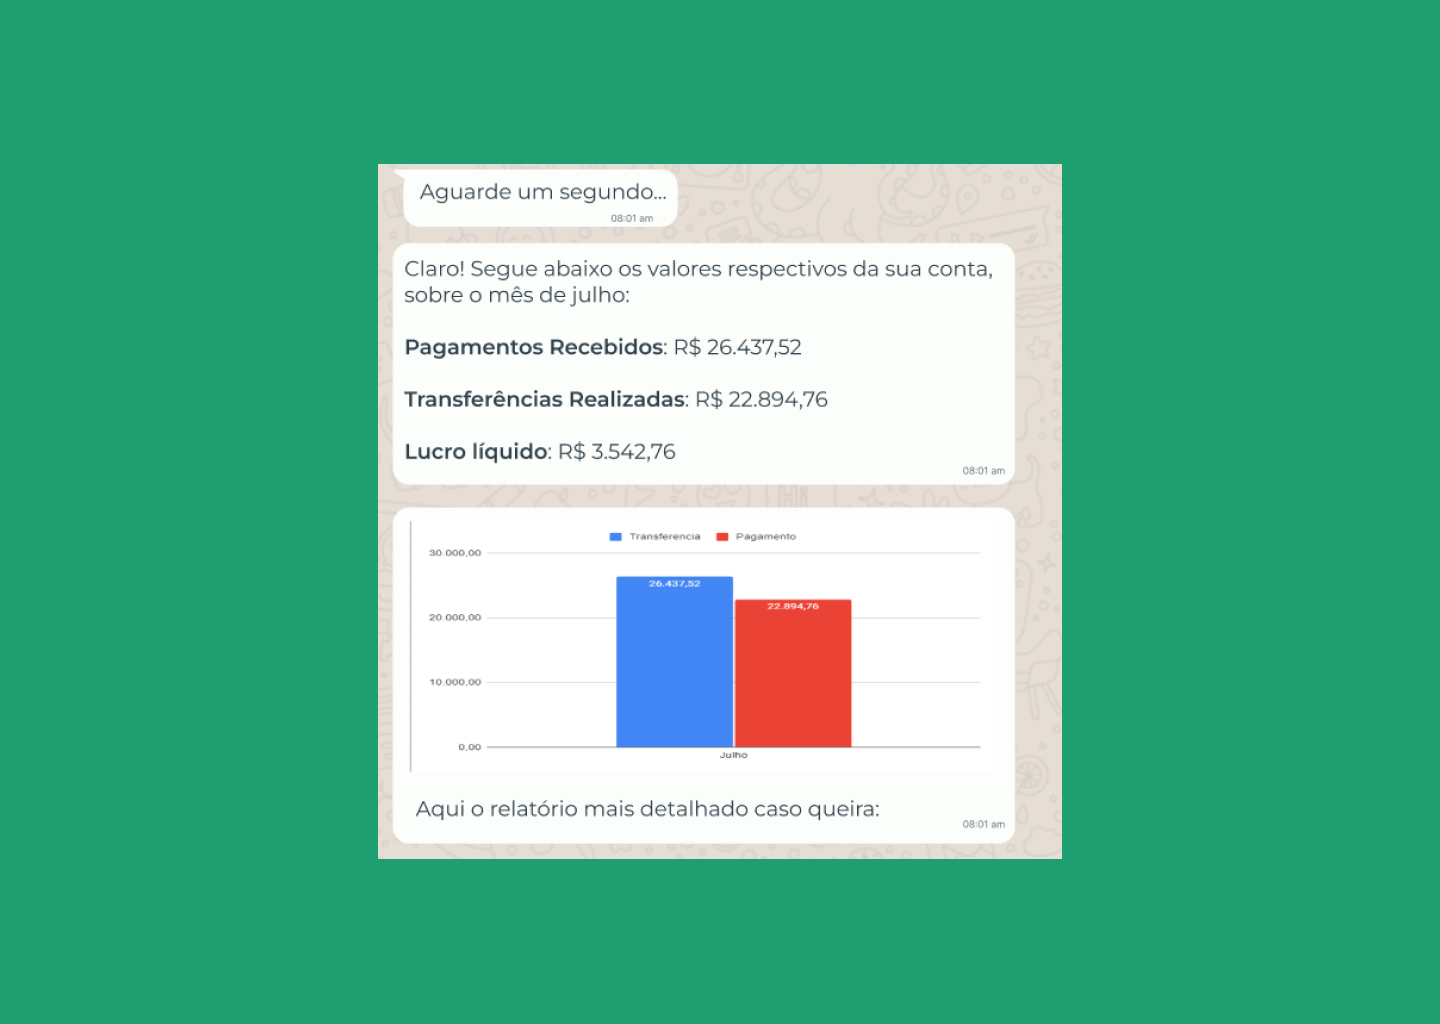 Aguarde um segundo...
08:01 am
Claro! Segue abaixo os valores respectivos da sua conta,
sobre o mês de julho:
Pagamentos Recebidos: R$ 26.437,52
Transferências Realizadas: R$ 22.894,76
Lucro líquido: R$ 3.542,76
08:01 am
Transferencia Pagamento
30.000,00
26.437,52
22.894,76
20.000,00
10.000,00
0,00
Julho
Aqui o relatório mais detalhado caso queira:
08:01 am